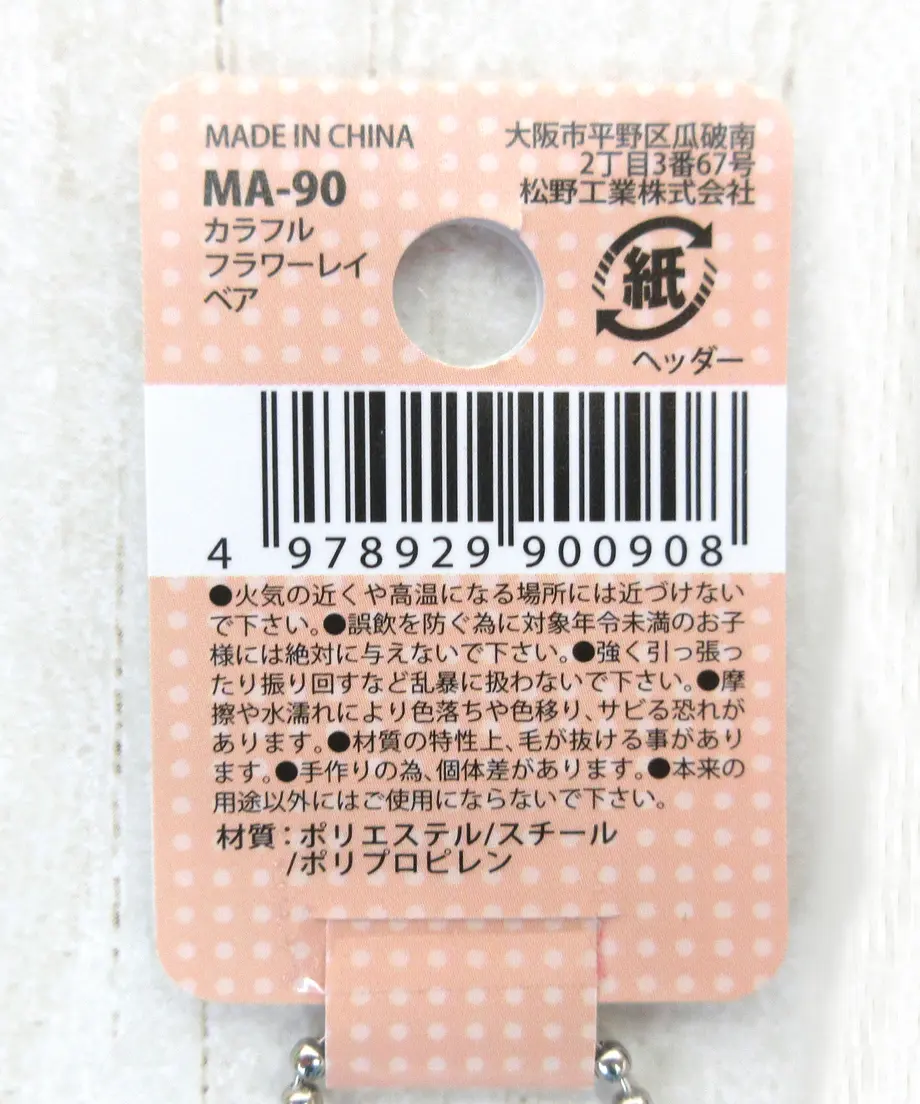 MADE IN CHINA
MA-90
カラフル
フラワーレイ
ベア
大阪市平野区瓜破南
2丁目3番67号
松野工業株式会社
紙
ヘッダー
4 978929 900908
●火気の近くや高温になる場所には近づけない
で下さい。●誤飲を防ぐ為に対象年令未満のお子
様には絶対に与えないで下さい。●強く引っ張っ
たり振り回すなど乱暴に扱わないで下さい。●摩
擦や水濡れにより色落ちや色移り、サビる恐れが
あります。●材質の特性上、毛が抜ける事があり
ます。●手作りの為、個体差があります。●本来の
用途以外にはご使用にならないで下さい。
材質：ポリエステル/スチール
/ポリプロピレン